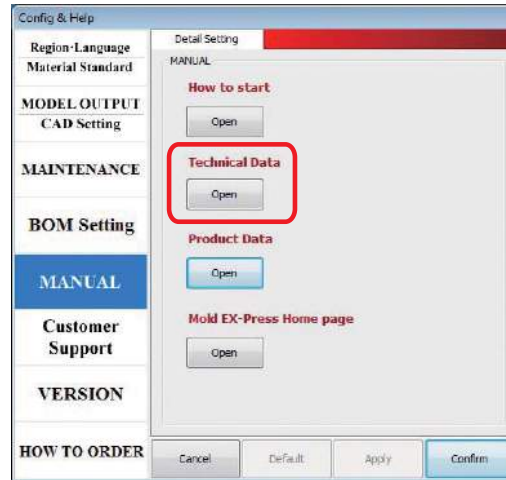 Config & Help
Region·Language
Material Standard
MODEL OUTPUT
CAD Setting
MAINTENANCE
BOM Setting
MANUAL
Customer
Support
VERSION
HOW TO ORDER
Detail Setting
MANUAL
How to start
Open
Technical Data
Open
Product Data
Open
Mold EX-Press Home page
Open
Cancel
Default
Apply
Confirm